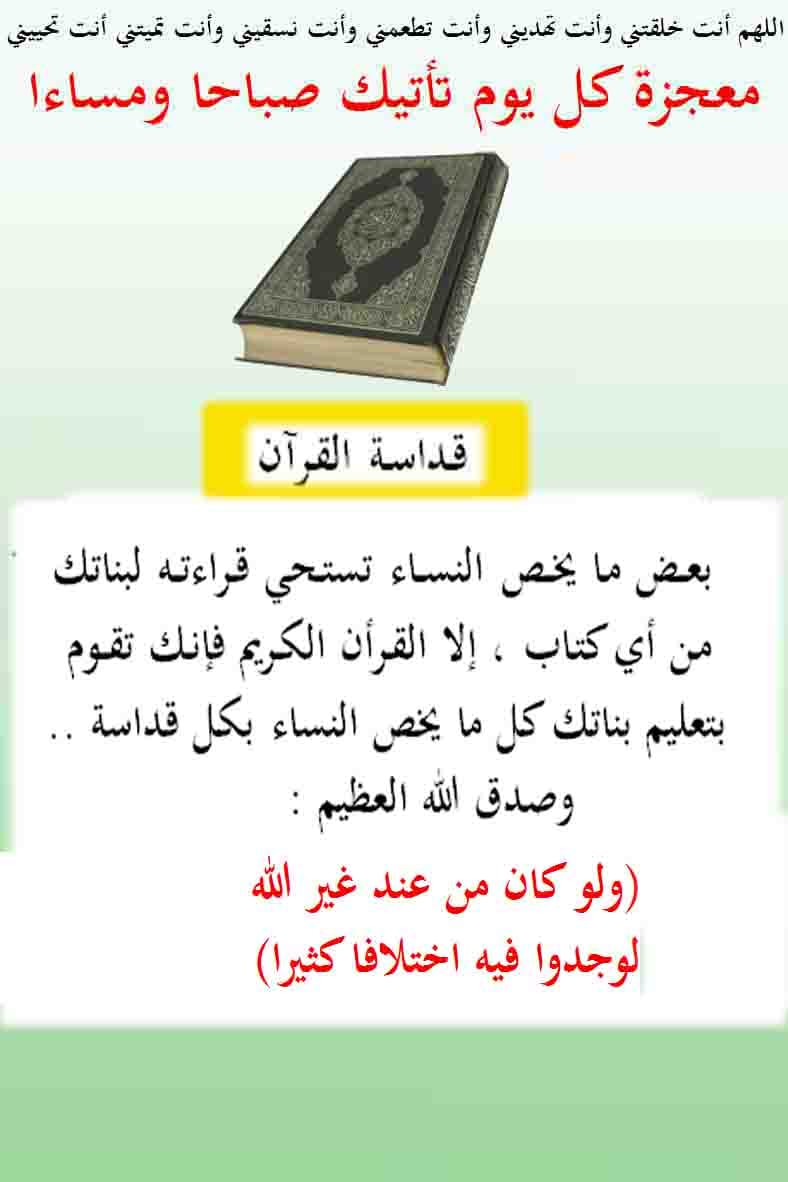 اللهم أنت خلقتني وأنت تهديني وأنت تطعمني وأنت نسقيني وأنت تميتني أنت تحييني
معجزة كل يوم تأتيك صباحا ومساءا
قداسة القرآن
بعض ما يخص النساء تستحي قراءته لبناتك
من أي كتاب ، إلا القرأن الكريم فإنك تقوم
بتعليم بناتك كل ما يخص النساء بكل قداسة ..
وصدق الله العظيم :
(ولو كان من عند غير الله
لوجدوا فيه اختلافا كثيرا)